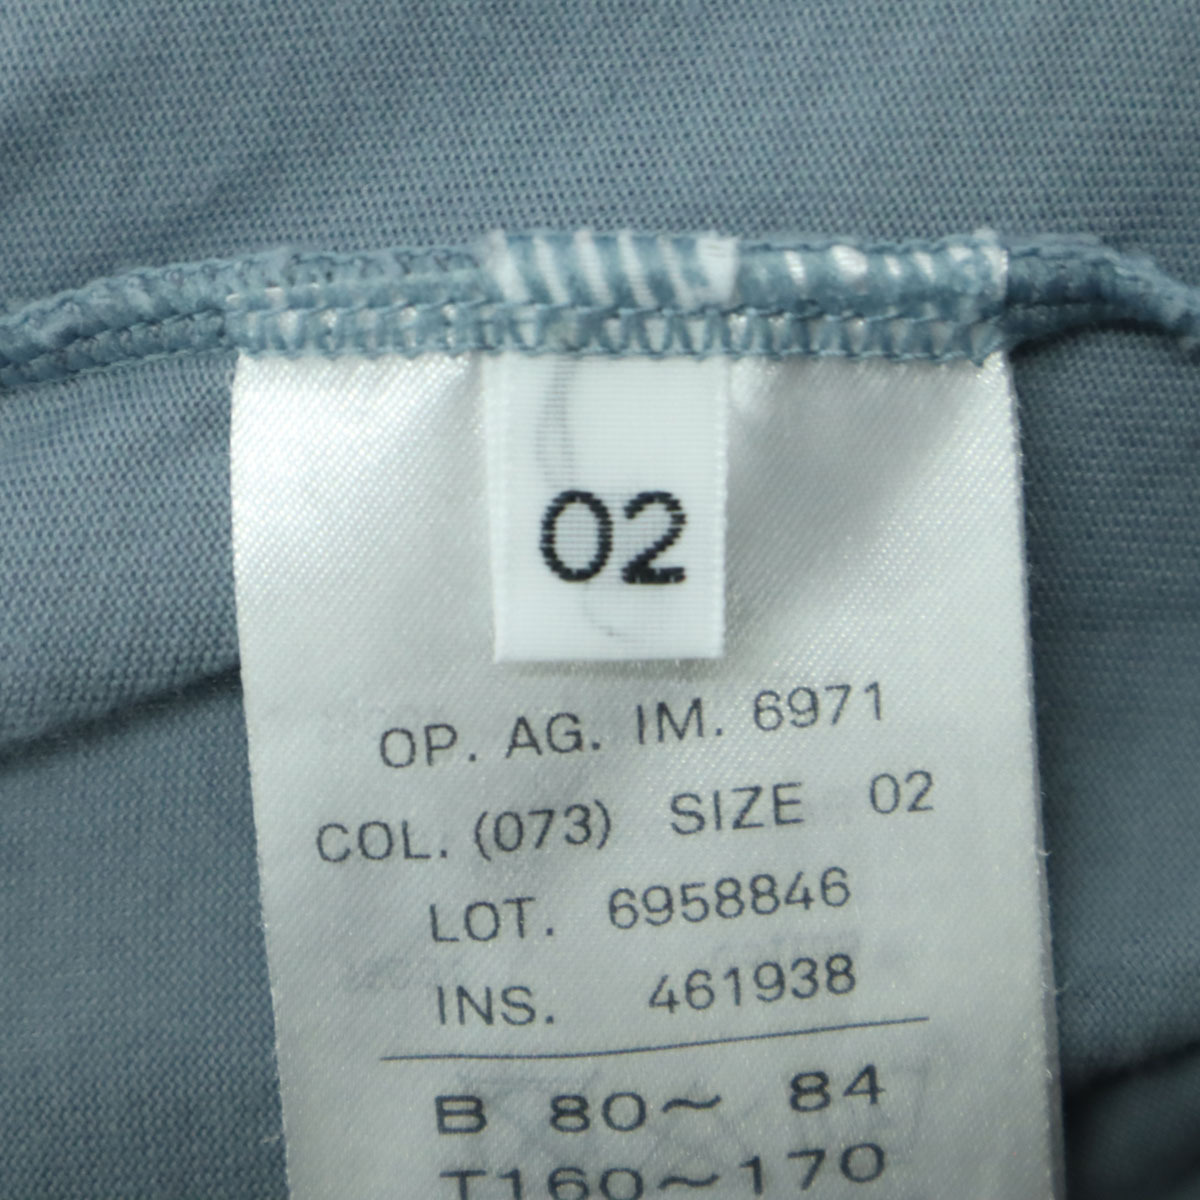 02
OP. AG. IM. 6971
COL. (073) SIZE 02
LOT. 6958846
INS. 461938
B 80～ 84
T160～170